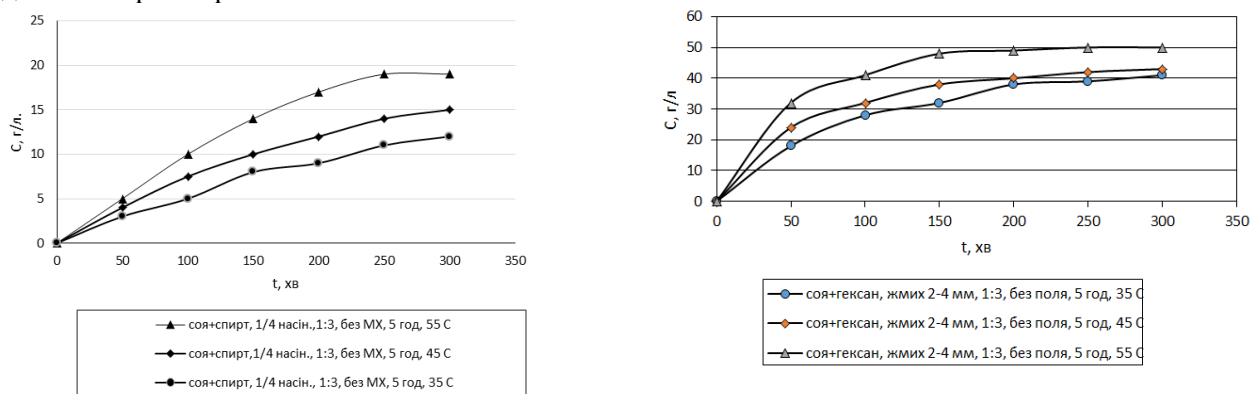 25
20
15
10
5
0
C, г/л.
0 50 100 150 200 250 300 350
t, хв
соя+спирт, 1/4 насін.,1:3, без МХ, 5 год, 55 С
соя+спирт,1/4 насін., 1:3, без МХ, 5 год, 45 С
соя+спирт, 1/4 насін., 1:3, без МХ, 5 год, 35 С
60
50
40
30
20
10
0
C, г/л
0 50 100 150 200 250 300 350
t, хв
соя+гексан, жмих 2-4 мм, 1:3, без поля, 5 год, 35 С
соя+гексан, жмих 2-4 мм, 1:3, без поля, 5 год, 45 С
соя+гексан, жмих 2-4 мм, 1:3, без поля, 5 год, 55 С